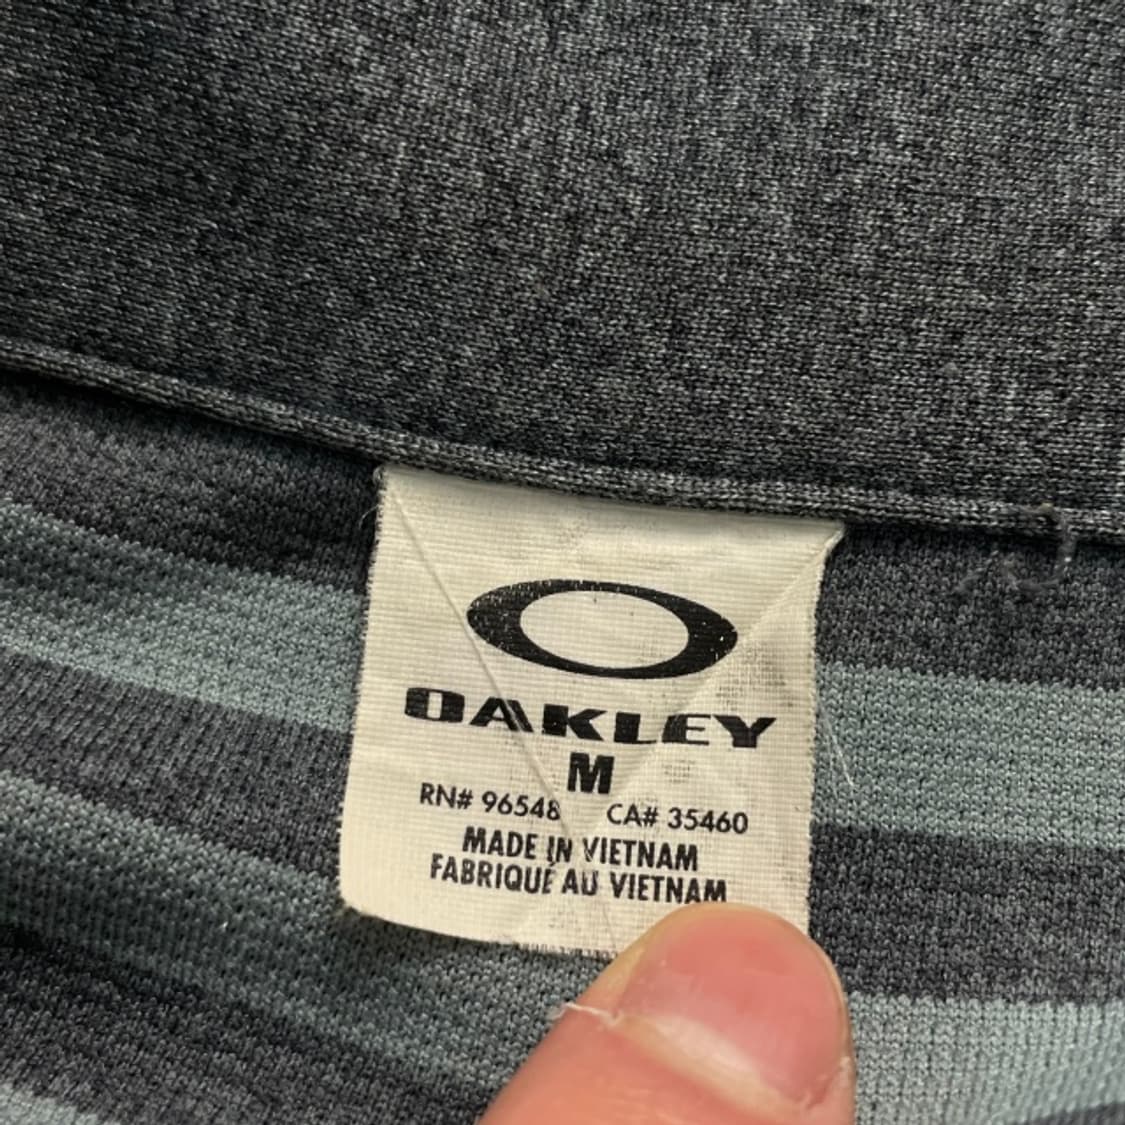 OAKLEY
M
RN# 96548 CA# 35460
MADE IN VIETNAM
FABRIQUÉ AU VIETNAM